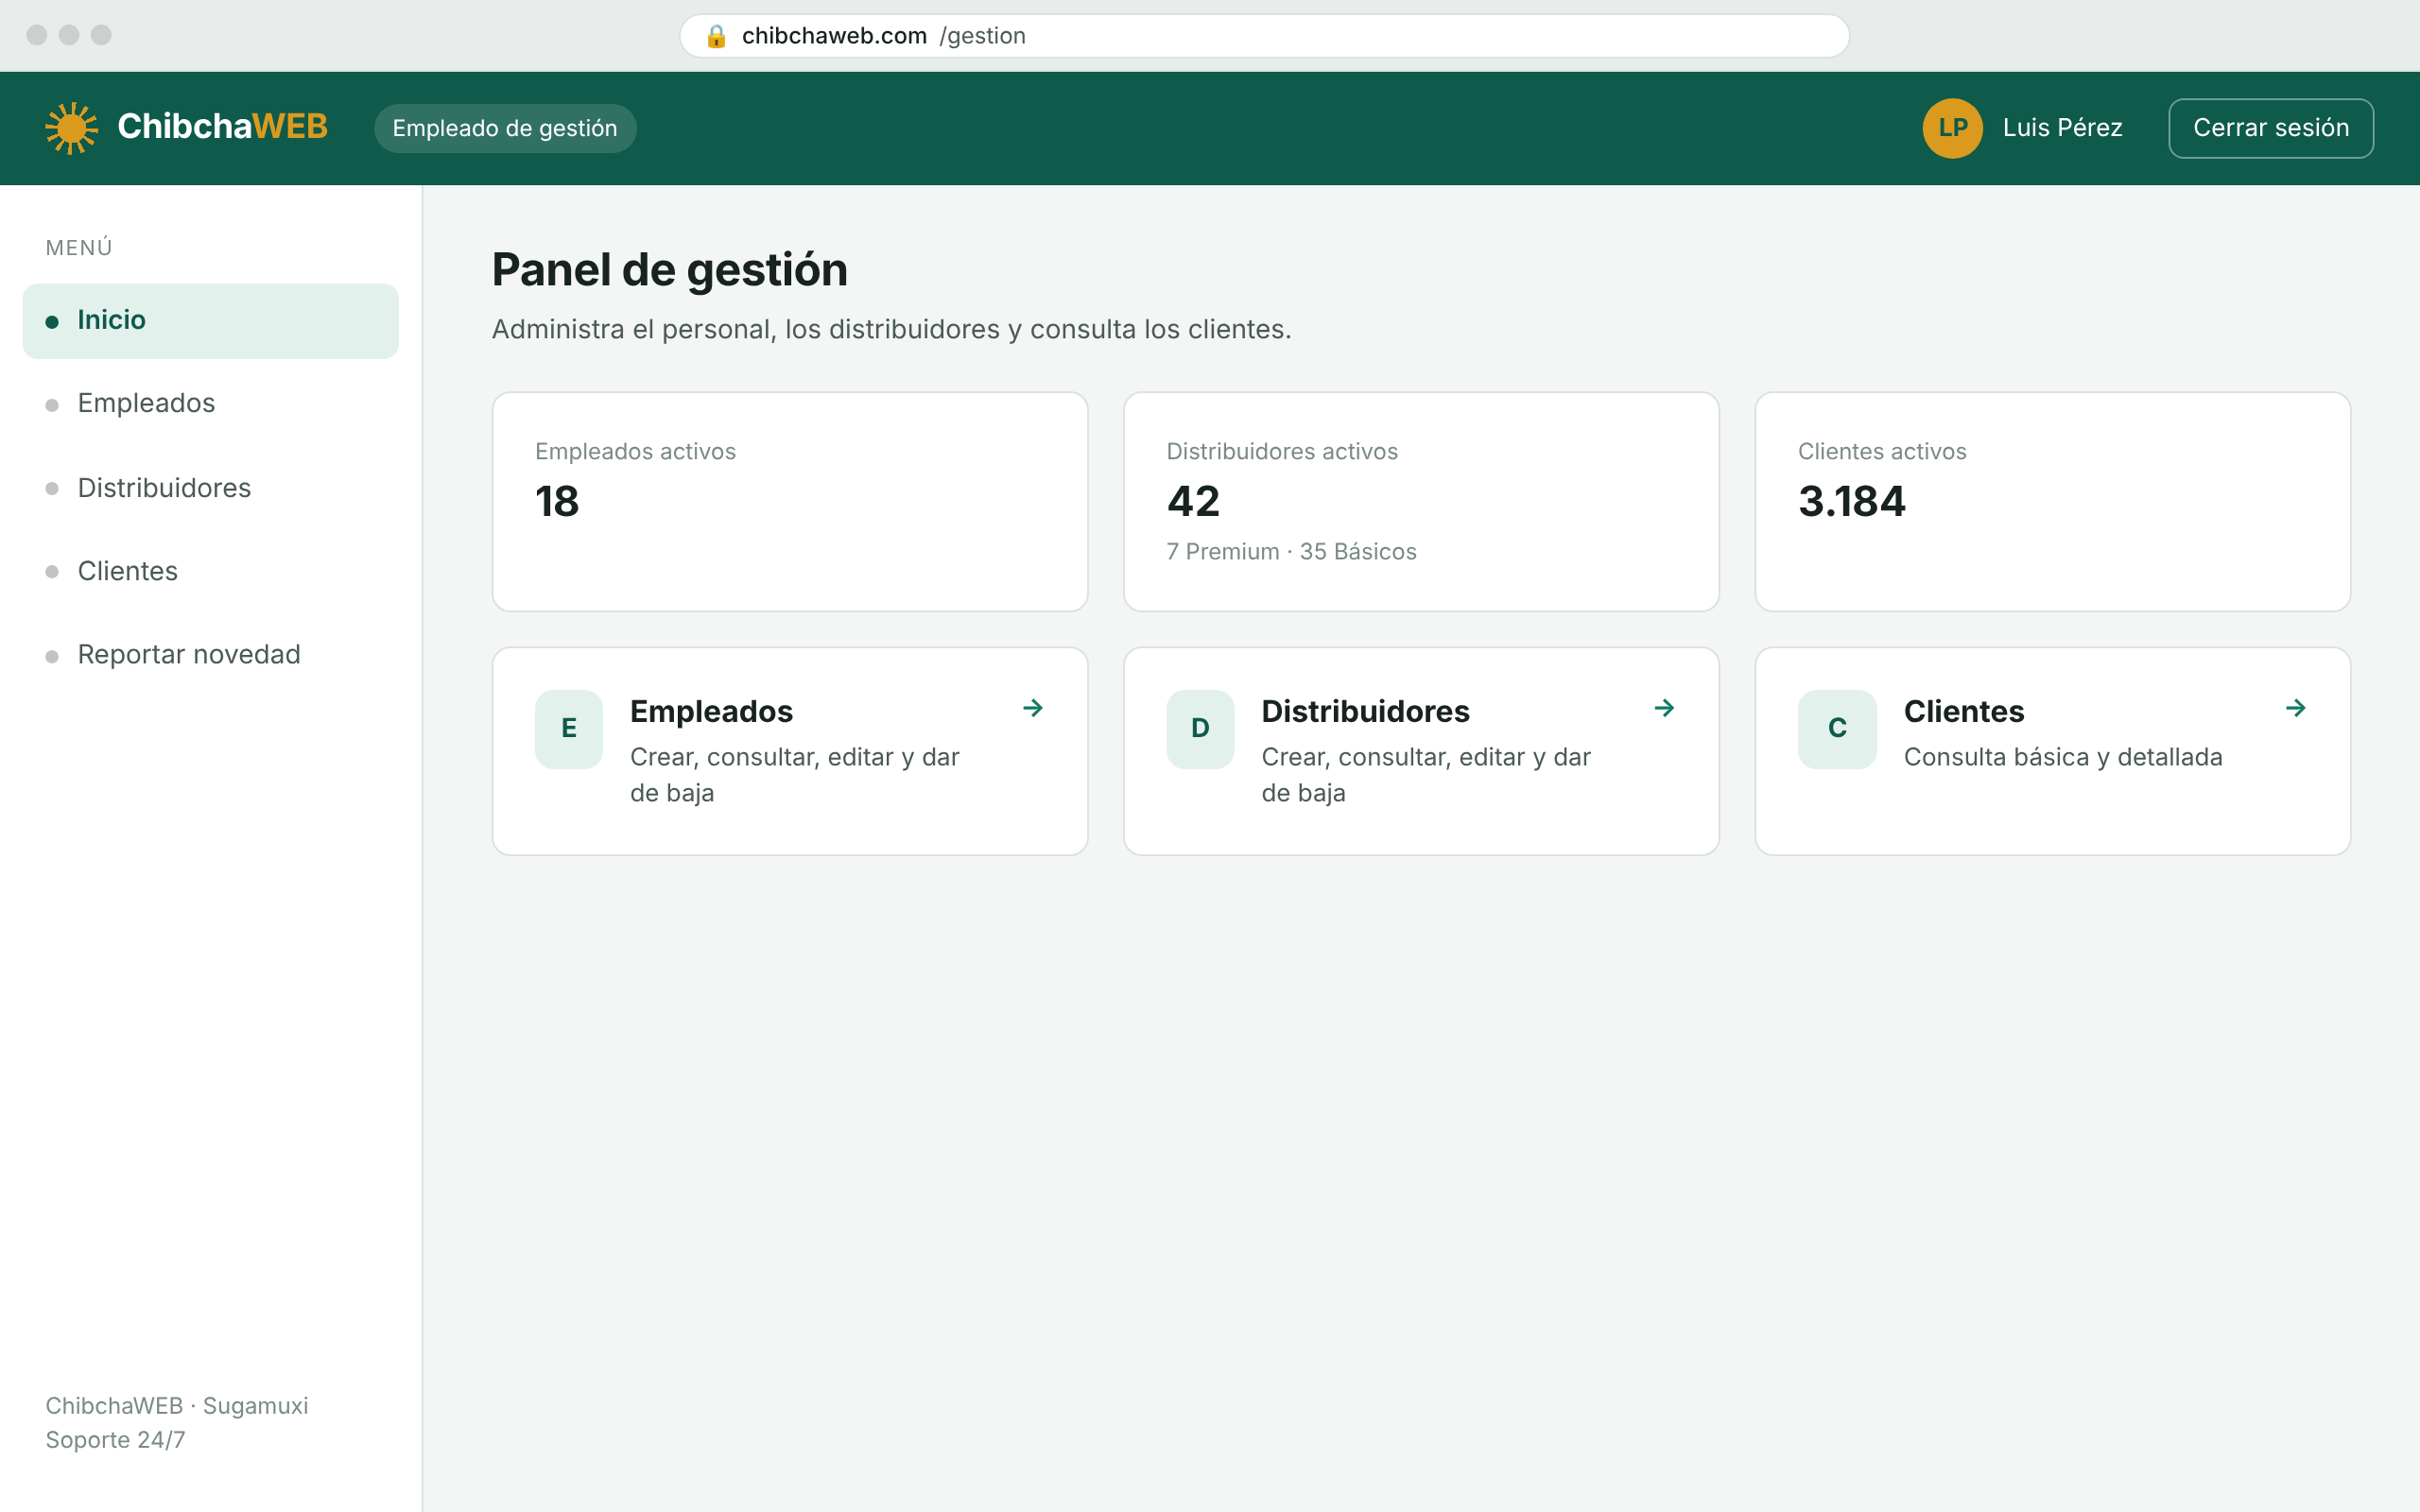 chibchaweb.com /gestion
ChibchaWEB
Empleado de gestión
LP
Luis Pérez
Cerrar sesión
MENÚ
Inicio
Empleados
Distribuidores
Clientes
Reportar novedad
ChibchaWEB · Sugamuxi
Soporte 24/7
Panel de gestión
Administra el personal, los distribuidores y consulta los clientes.
Empleados activos
18
Distribuidores activos
42
7 Premium · 35 Básicos
Clientes activos
3.184
E
Empleados
→
Crear, consultar, editar y dar
de baja
D
Distribuidores
→
Crear, consultar, editar y dar
de baja
C
Clientes
→
Consulta básica y detallada